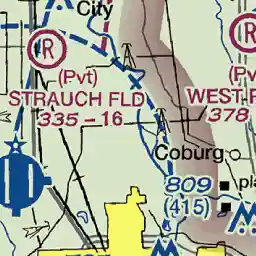 City
R
R
(Pvt)
(Pv
STRAUCH FLD
WEST P
335 - 16
378
Coburg
pla
809
(415)